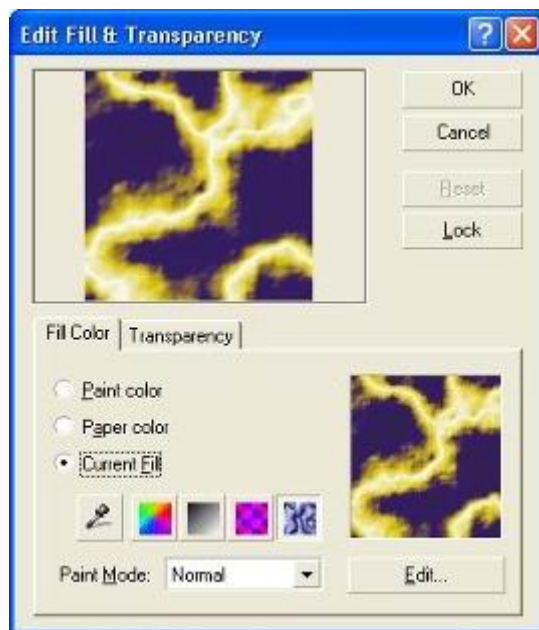 Edit Fill & Transparency
OK
Cancel
Reset
Lock
Fill Color
Transparency
Paint color
Paper color
Current Fill
Paint Mode: Normal
Edit...